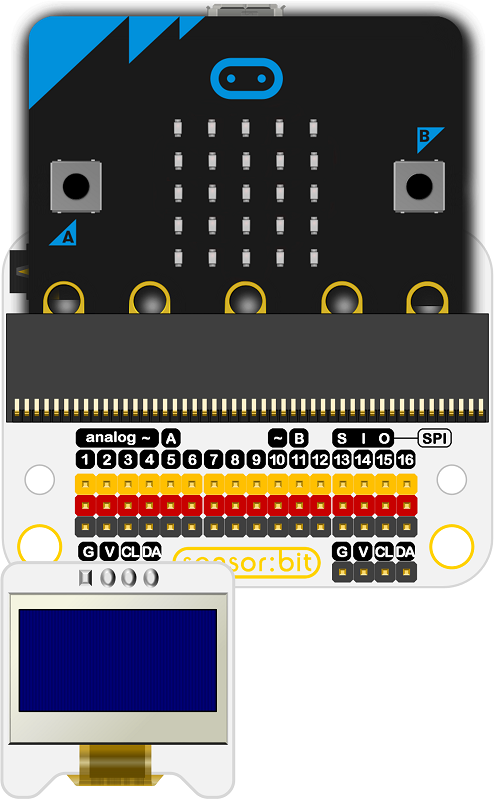 B
A
analog ~ A ~ B S I O SPI
1 2 3 4 5 6 7 8 9 10 11 12 13 14 15 16
G V CL DA sensor:bit G V CL DA